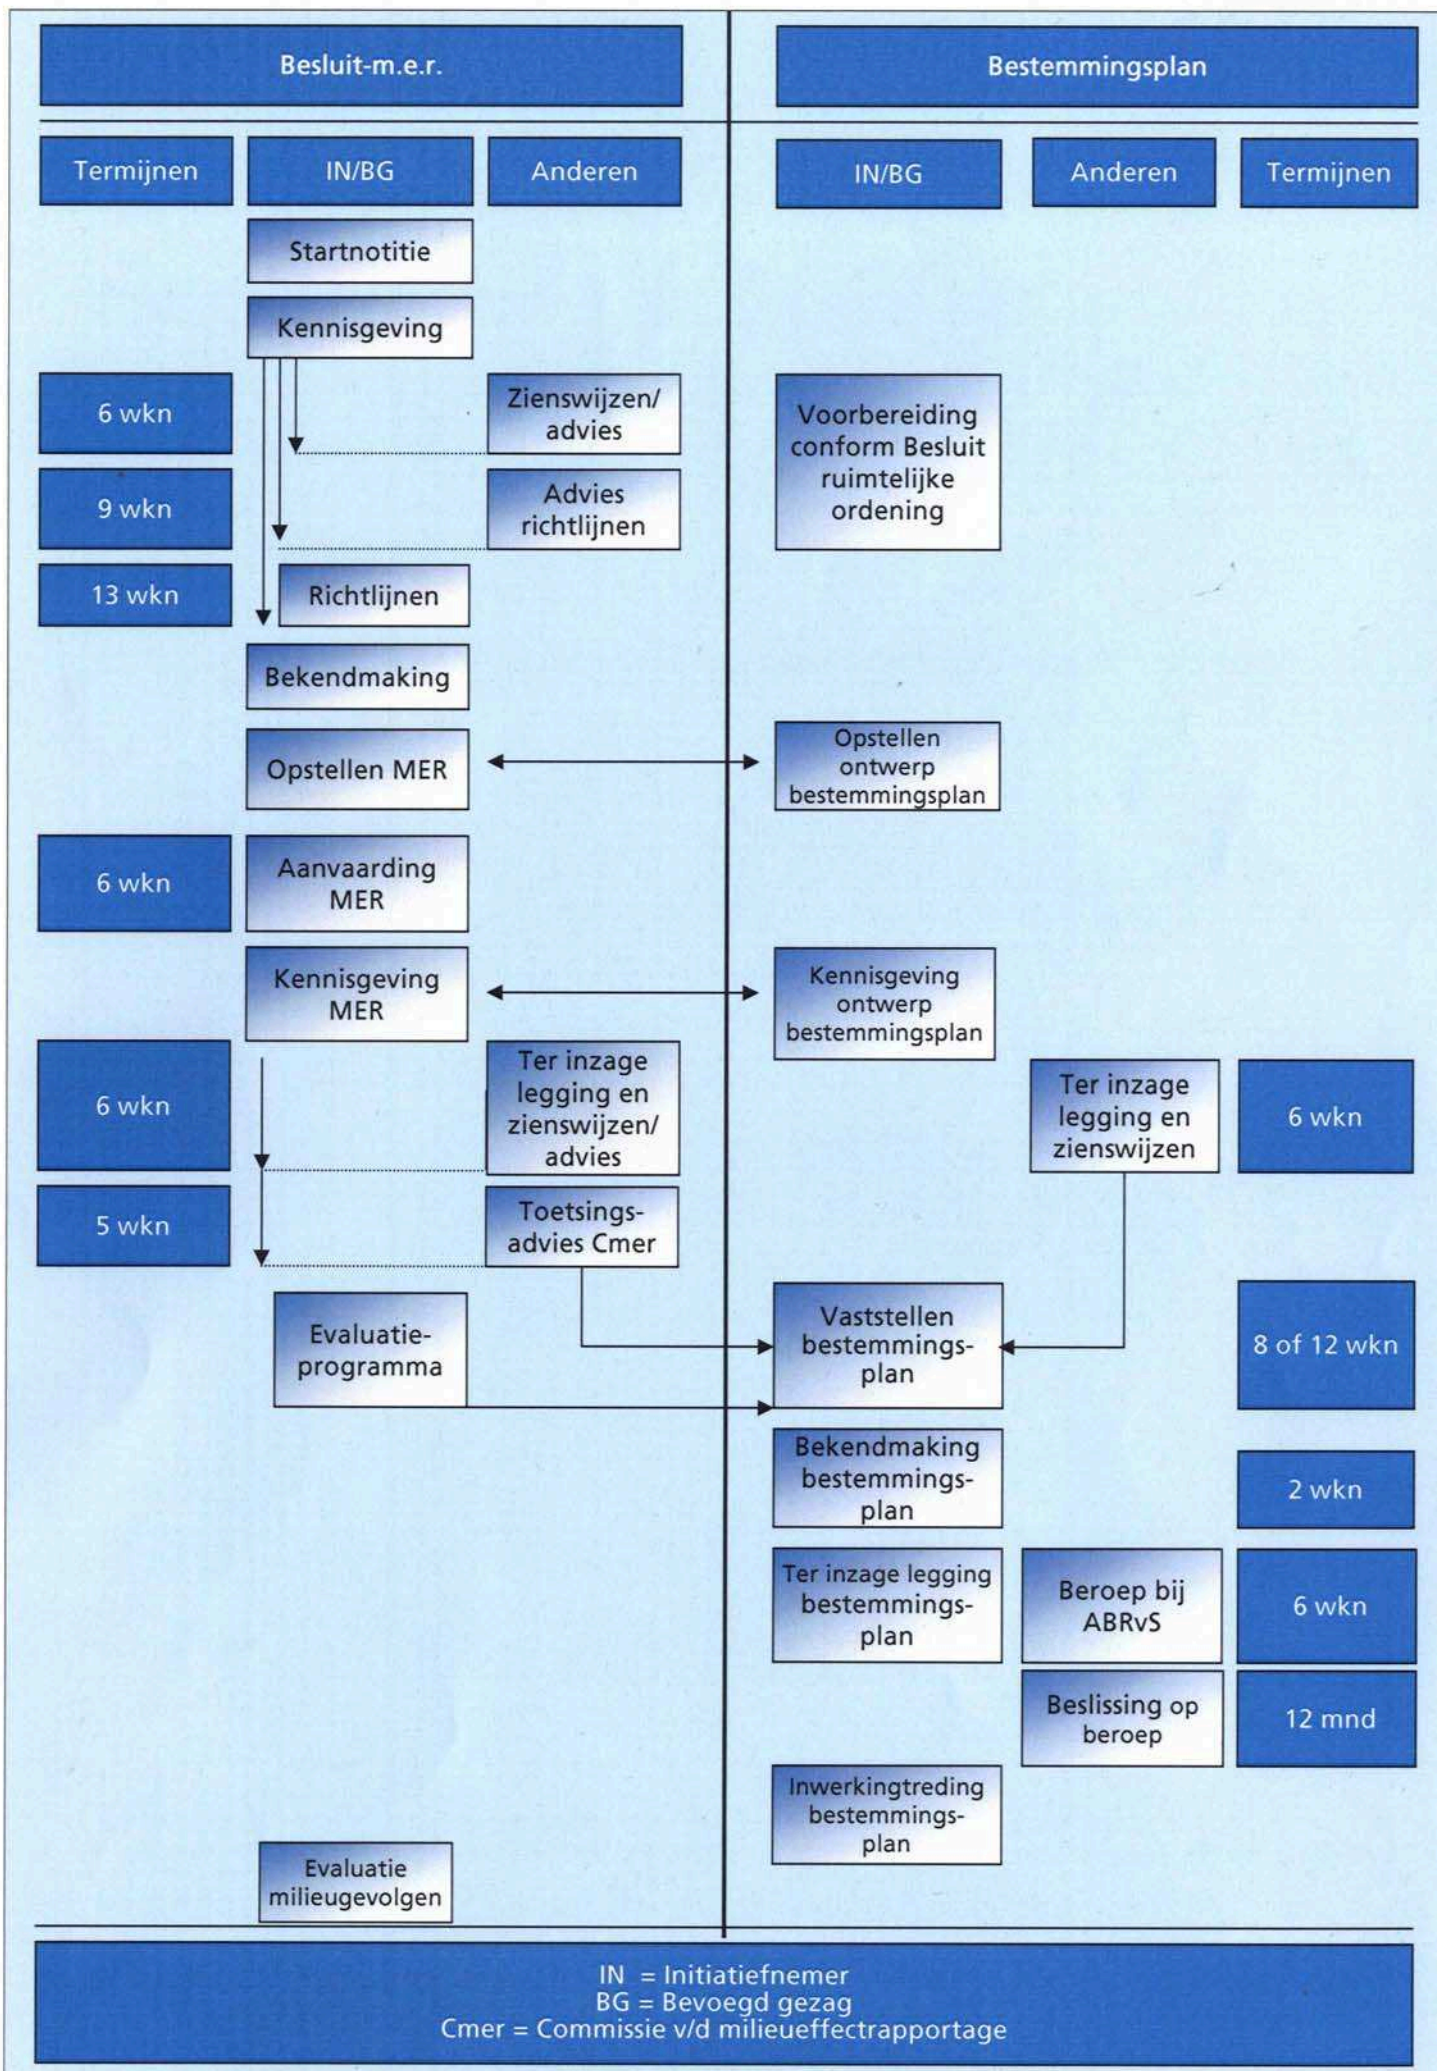 Besluit-m.e.r.
Bestemmingsplan
Termijnen
IN/BG
Anderen
IN/BG
Anderen
Termijnen
Startnotitie
Kennisgeving
6 wkn
Zienswijzen/
advies
Voorbereiding
conform Besluit
ruimtelijke
ordening
9 wkn
Advies
richtlijnen
13 wkn
Richtlijnen
Bekendmaking
Opstellen MER
Opstellen
ontwerp
bestemmingsplan
6 wkn
Aanvaarding
MER
Kennisgeving
MER
Kennisgeving
ontwerp
bestemmingsplan
6 wkn
Ter inzage
legging en
zienswijzen/
advies
Ter inzage
legging en
zienswijzen
6 wkn
5 wkn
Toetsings-
advies Cmer
Evaluatie-
programma
Vaststellen
bestemmings-
plan
8 of 12 wkn
Bekendmaking
bestemmings-
plan
2 wkn
Ter inzage legging
bestemmings-
plan
Beroep bij
ABRvS
6 wkn
Beslissing op
beroep
12 mnd
Inwerkingtreding
bestemmings-
plan
Evaluatie
milieugevolgen
IN = Initiatiefnemer
BG = Bevoegd gezag
Cmer = Commissie v/d milieueffectrapportage